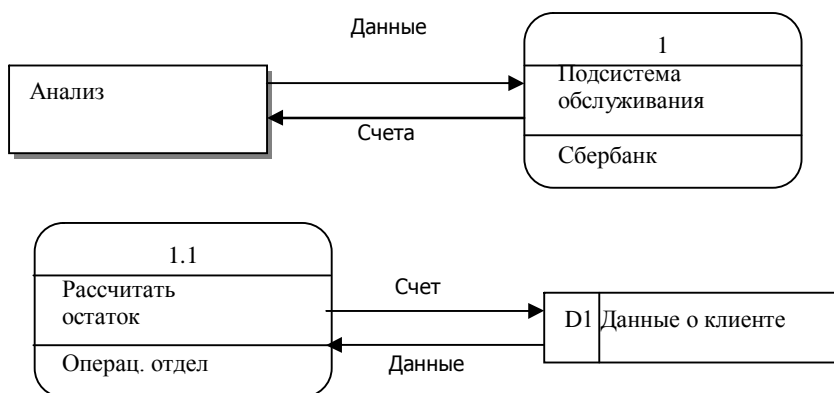 Данные
1
Анализ
Подсистема
обслуживания
Счета
Сбербанк
1.1
Рассчитать
остаток
Счет
D1 Данные о клиенте
Операц. отдел
Данные